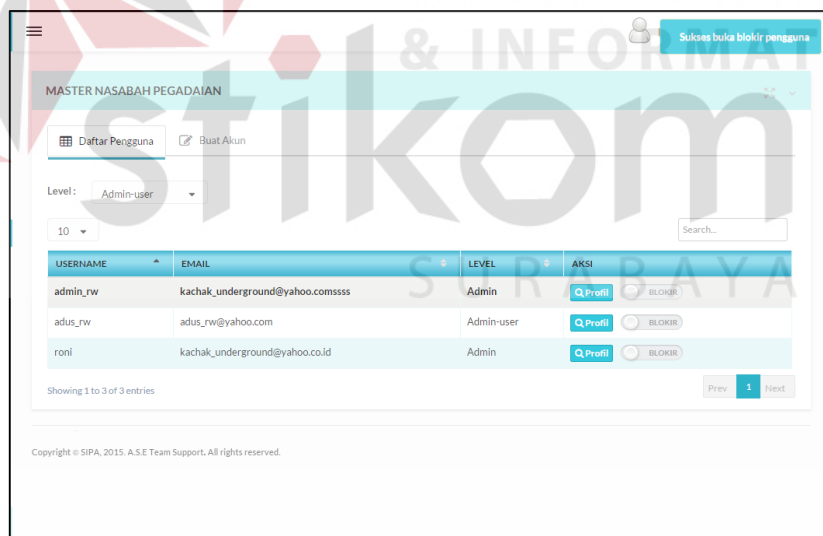 & INFORMAT
Sukses buka blokir pengguna
MASTER NASABAH PEGADAIAN
stikom
Daftar Pengguna
Buat Akun
Level :
Admin-user
10
Search...
SURABAYA
USERNAME EMAIL LEVEL AKSI
admin_rw kachak_underground@yahoo.comssss Admin Profil BLOKIR
adus_rw adus_rw@yahoo.com Admin-user Profil BLOKIR
roni kachak_underground@yahoo.co.id Admin Profil BLOKIR
Showing 1 to 3 of 3 entries
Prev 1 Next
Copyright © SIPA, 2015. A.S.E Team Support. All rights reserved.